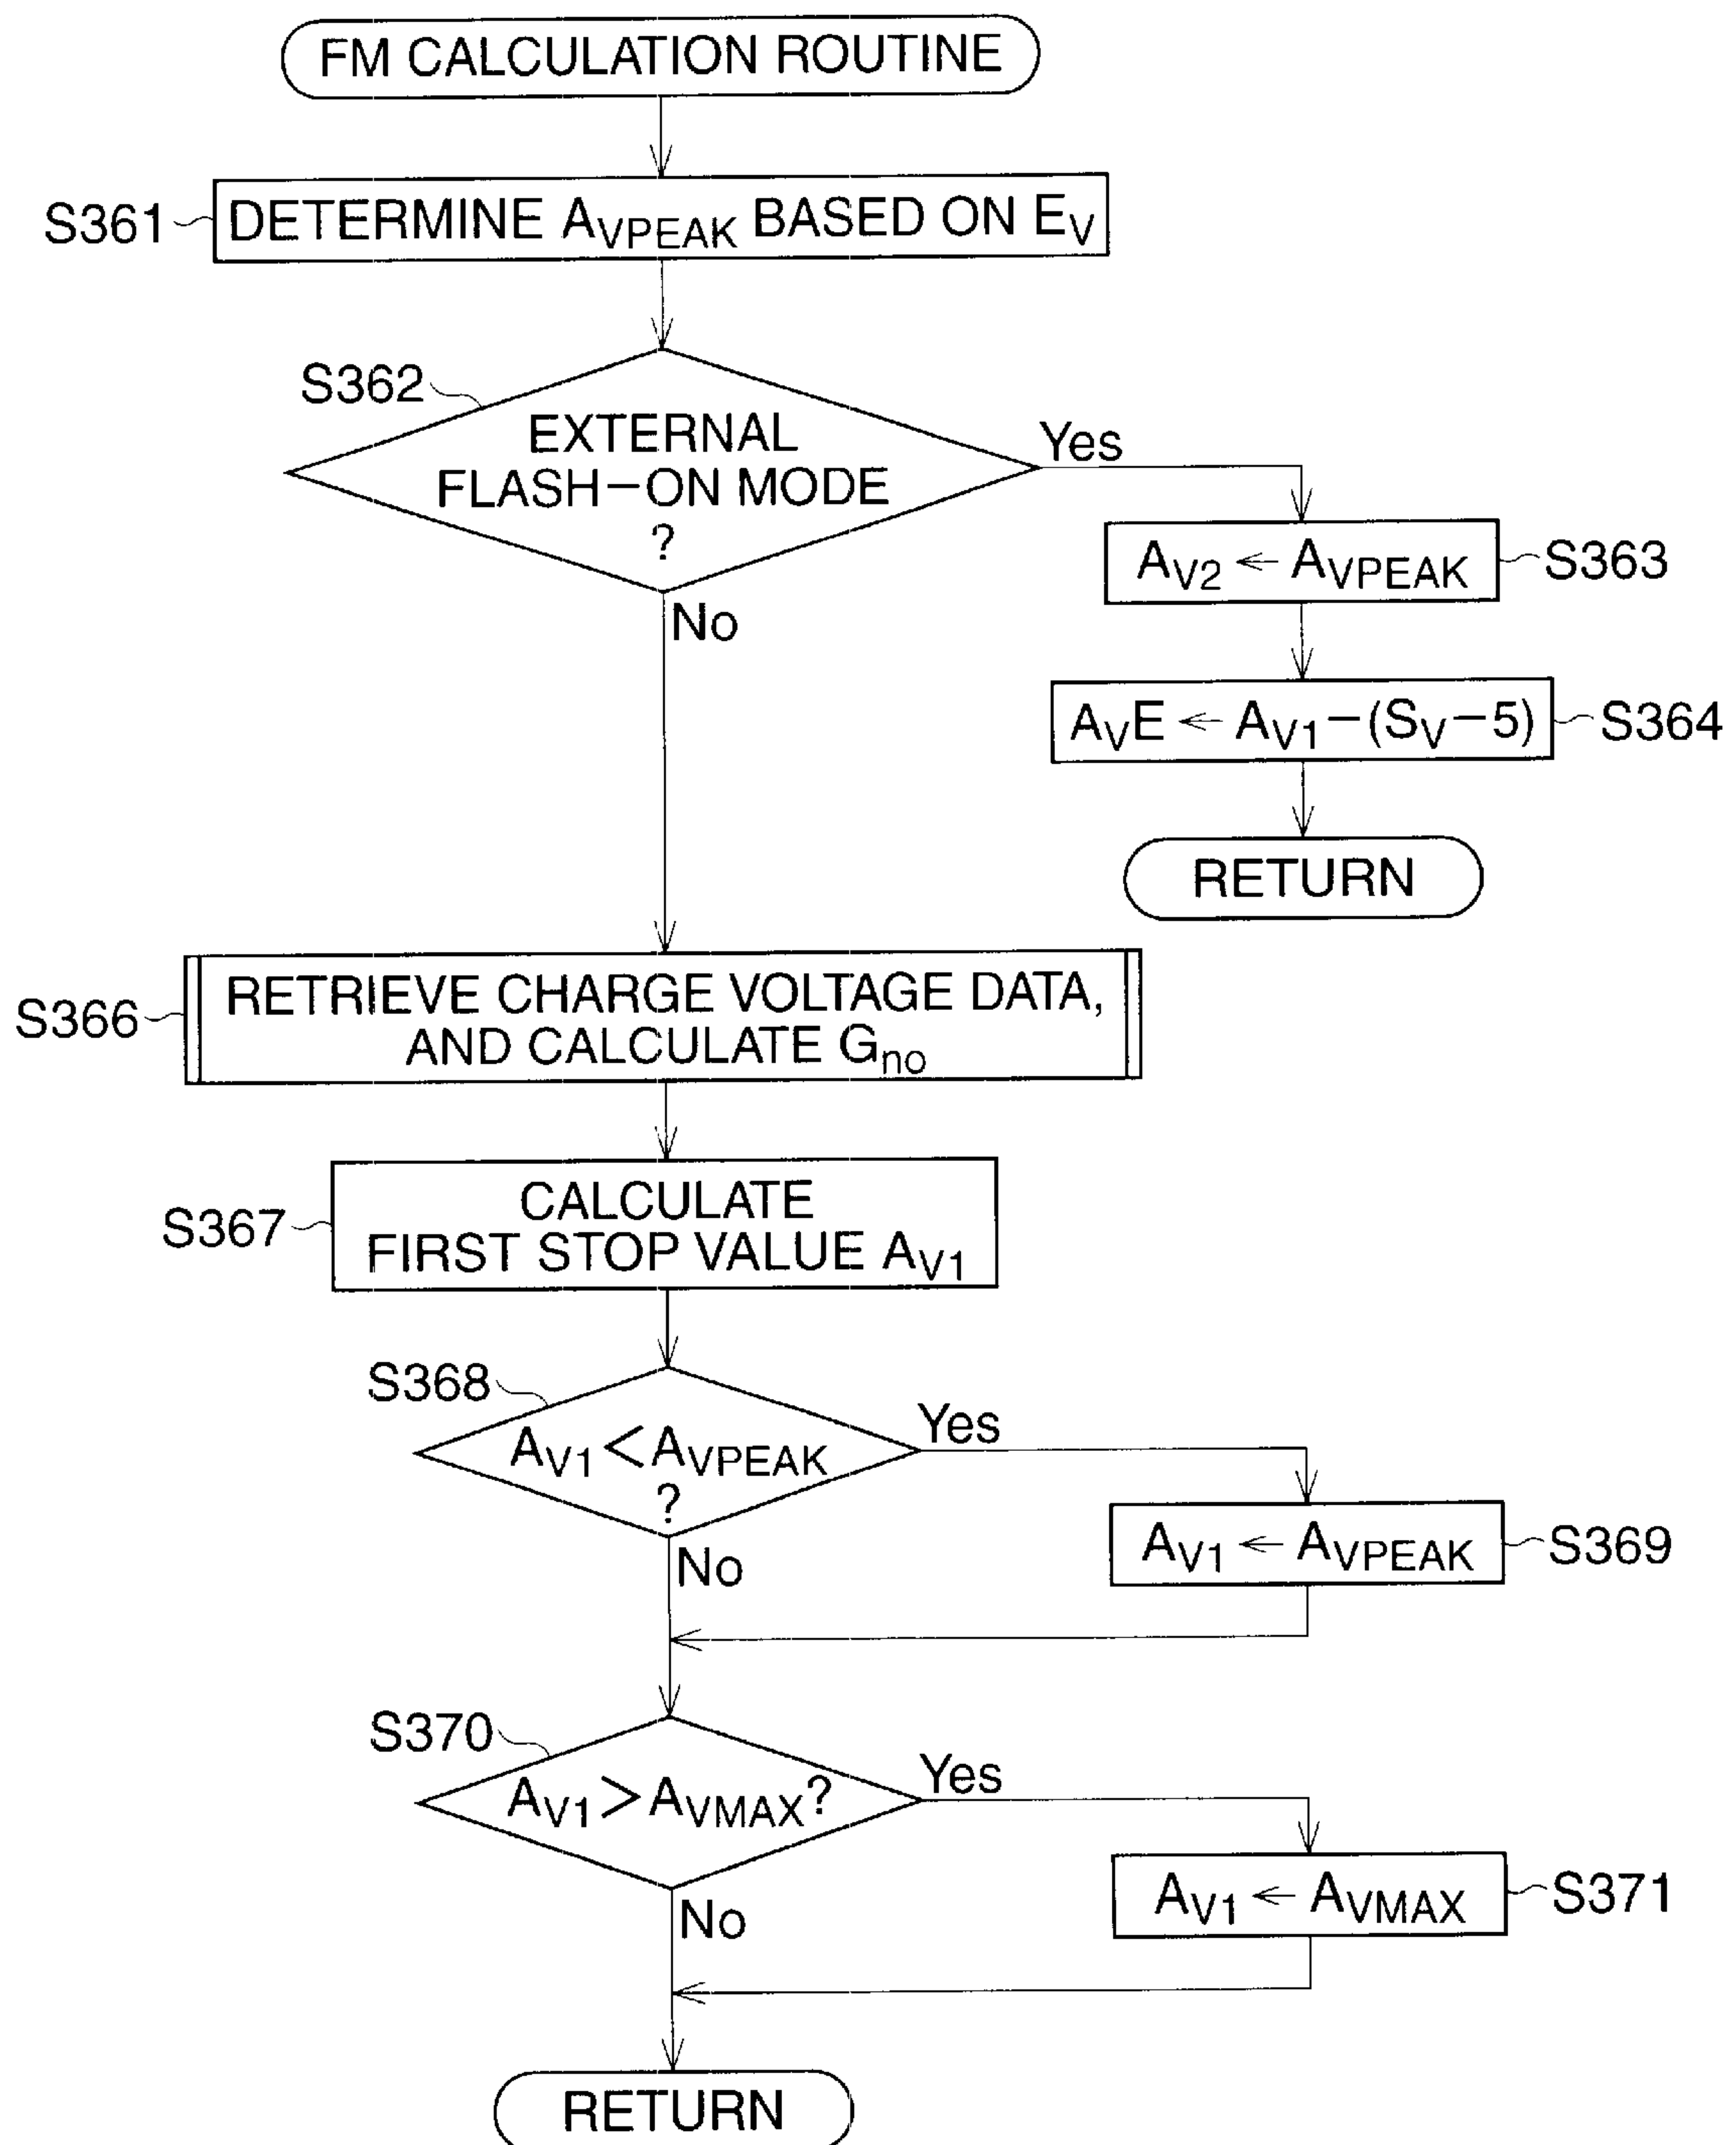 FM CALCULATION ROUTINE
S361
DETERMINE AVPEAK BASED ON EV
S362
EXTERNAL
FLASH-ON MODE
?
Yes
No
AV2 ← AVPEAK
S363
AVE ← AV1-(SV-5)
S364
RETURN
S366
RETRIEVE CHARGE VOLTAGE DATA,
AND CALCULATE Gno
S367
CALCULATE
FIRST STOP VALUE AV1
S368
AV1<AVPEAK
?
Yes
No
AV1 ← AVPEAK
S369
S370
AV1>AVMAX?
Yes
No
AV1 ← AVMAX
S371
RETURN